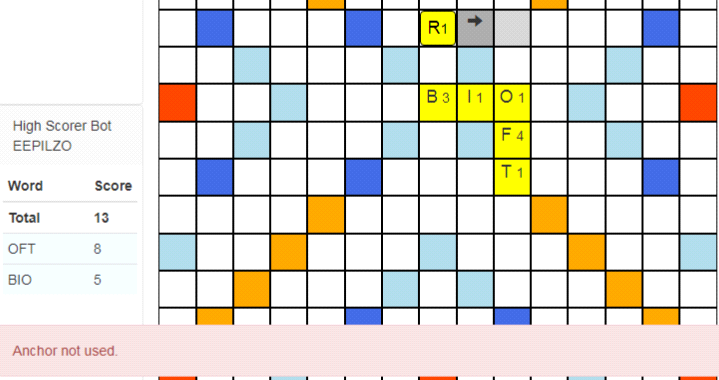 R1 →
B3 I1 O1
High Scorer Bot
F4
EEPILZO
T1
Word Score
Total 13
OFT 8
BIO 5
Anchor not used.